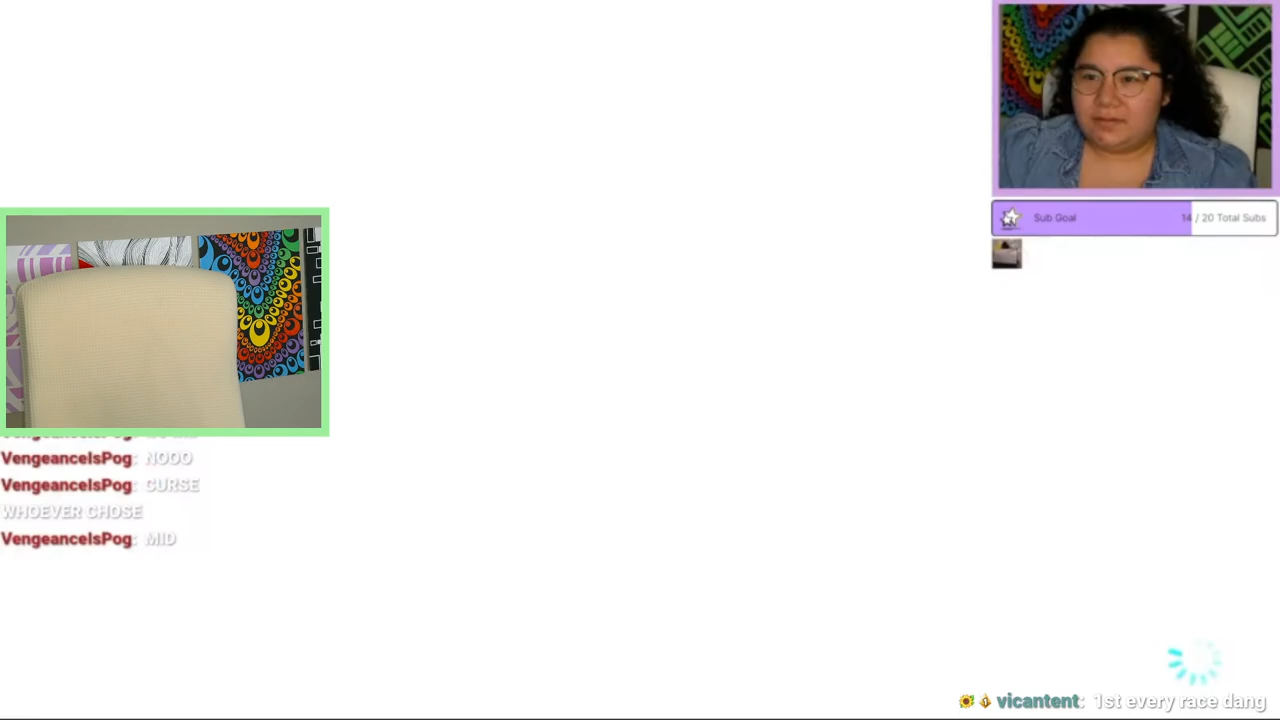 Sub Goal 14 / 20 Total Subs
VengeanceIsPog: NOOO
VengeanceIsPog: CURSE
WHOEVER CHOSE
VengeanceIsPog: MID
vicantent: 1st every race dang